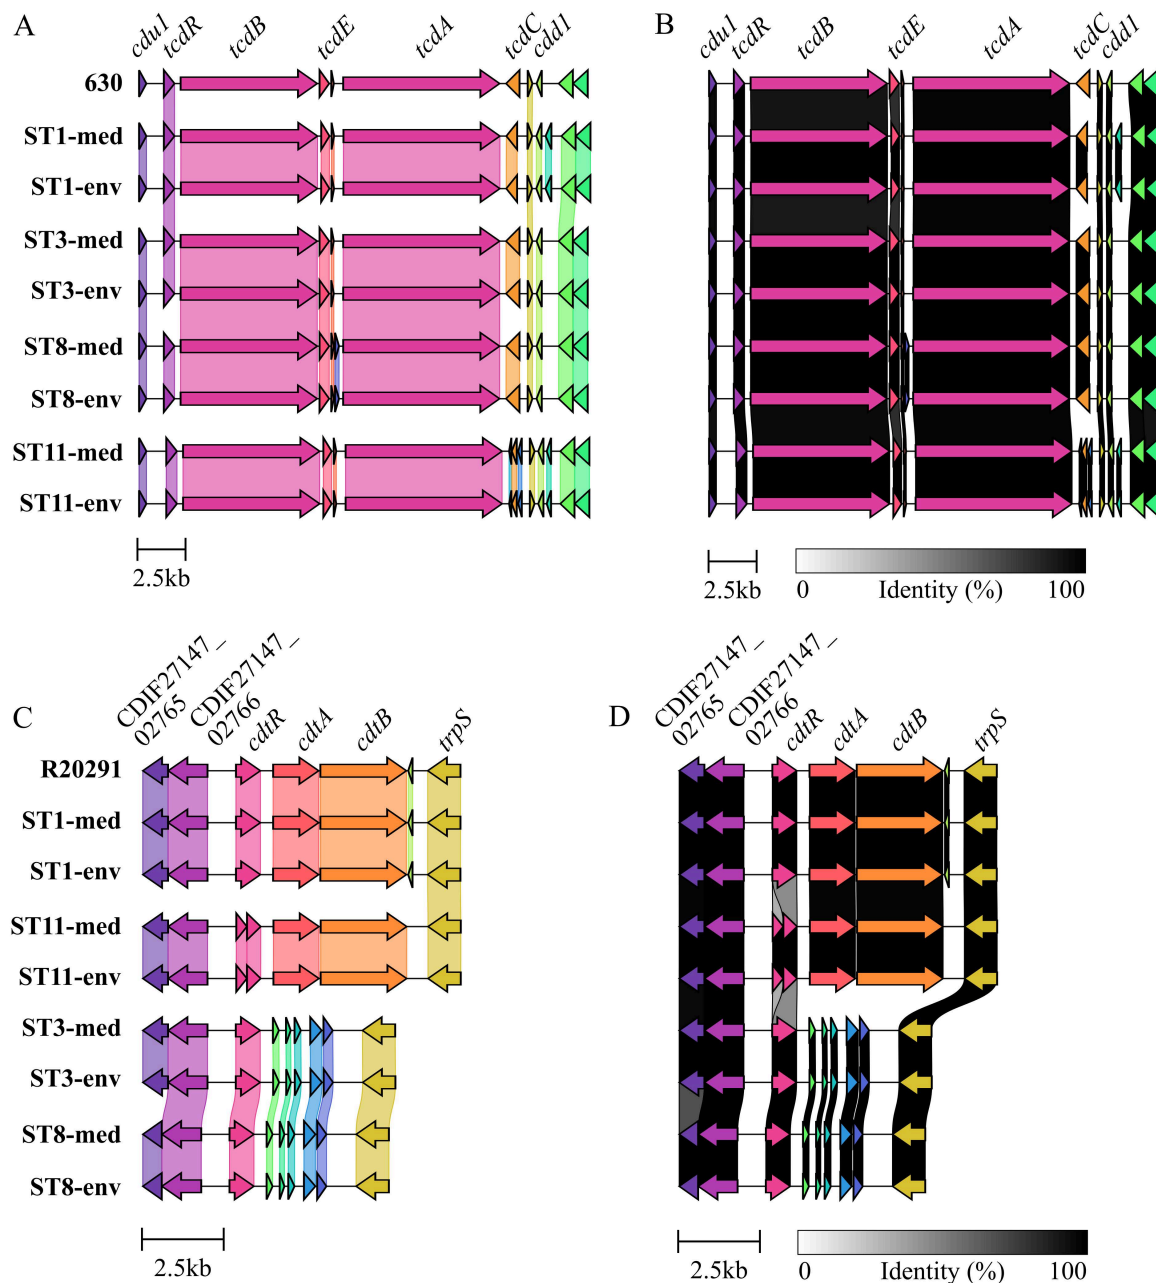 A
cdu1 tcdR tcdB tcdE tcdA tcdC cdd1
630
ST1-med
ST1-env
ST3-med
ST3-env
ST8-med
ST8-env
ST11-med
ST11-env
2.5kb
B
cdu1 tcdR tcdB tcdE tcdA tcdC cdd1
2.5kb
0 Identity (%) 100
C
CDIF27147_
02765
CDIF27147_
02766
cdtR cdtA cdtB trpS
R20291
ST1-med
ST1-env
ST11-med
ST11-env
ST3-med
ST3-env
ST8-med
ST8-env
2.5kb
D
CDIF27147_
02765
CDIF27147_
02766
cdtR cdtA cdtB trpS
2.5kb
0 Identity (%) 100